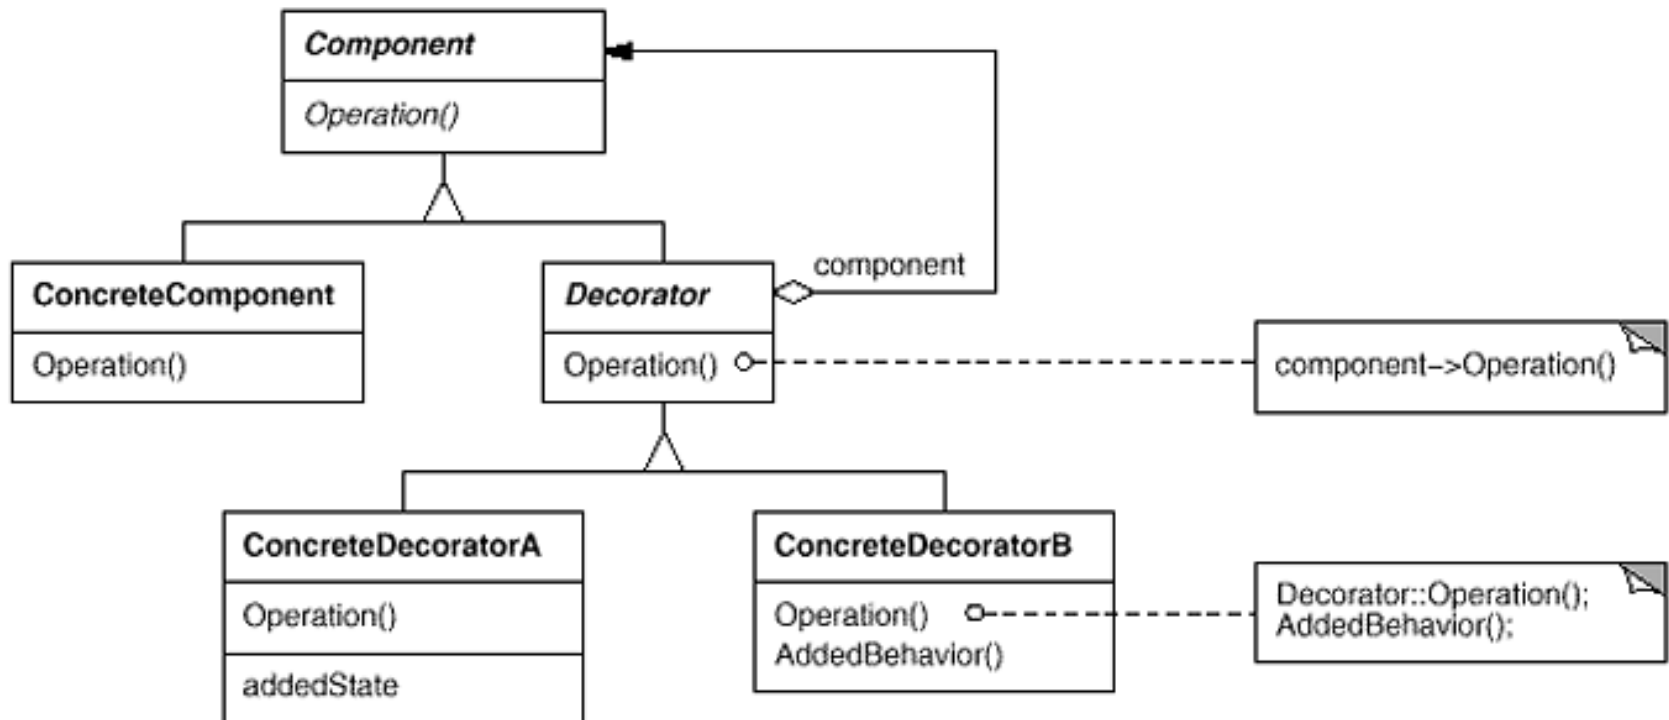 Component
Operation()
component
ConcreteComponent
Decorator
Operation()
Operation()
component–>Operation()
ConcreteDecoratorA
ConcreteDecoratorB
Operation()
Operation()
AddedBehavior()
addedState
Decorator::Operation();
AddedBehavior();